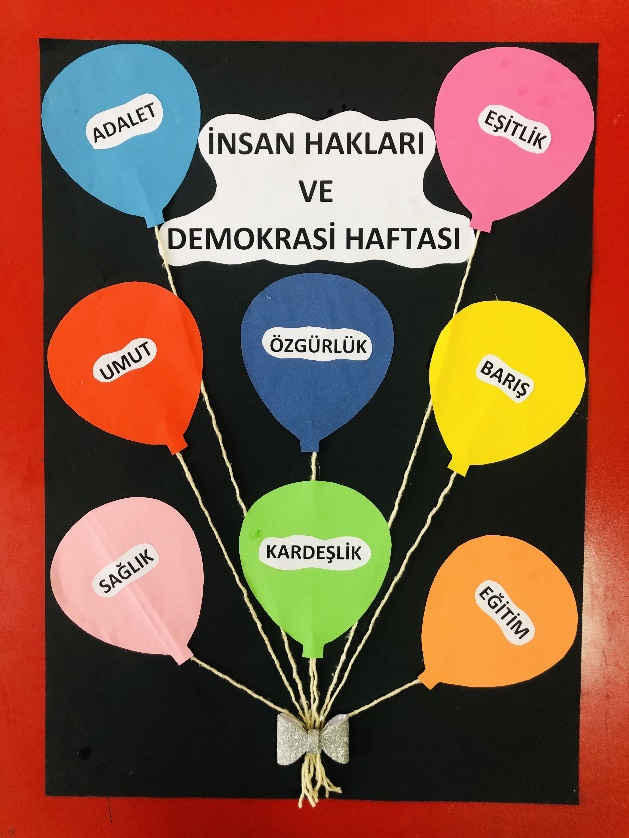 ADALET
EŞİTLİK
İNSAN HAKLARI
VE
DEMOKRASİ HAFTASI
UMUT
ÖZGÜRLÜK
BARIŞ
SAĞLIK
KARDEŞLİK
EĞİTİM